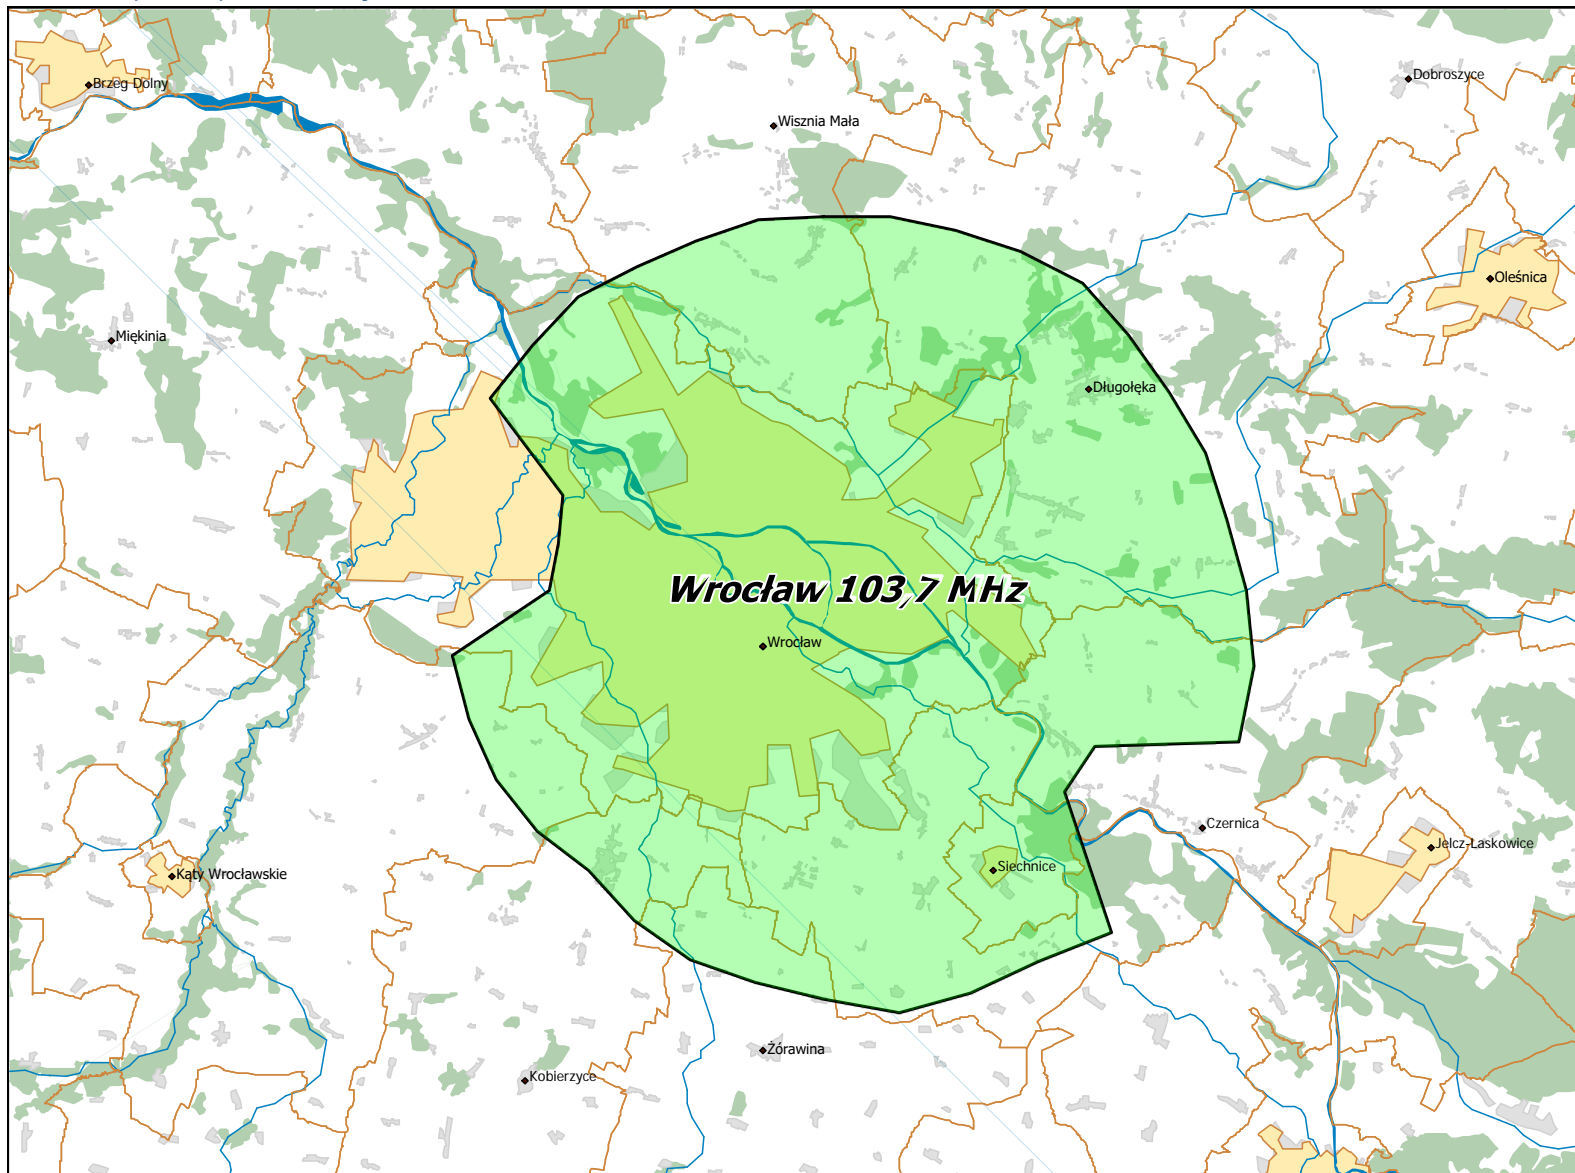 Dobroszyce
Brzeg Dolny
Wisznia Mała
Oleśnica
Miękinia
Długołęka
Wrocław 103,7 MHz
Wrocław
Czernica
Jelcz-Laskowice
Siechnice
Kąty Wrocławskie
Żórawina
Kobierzyce